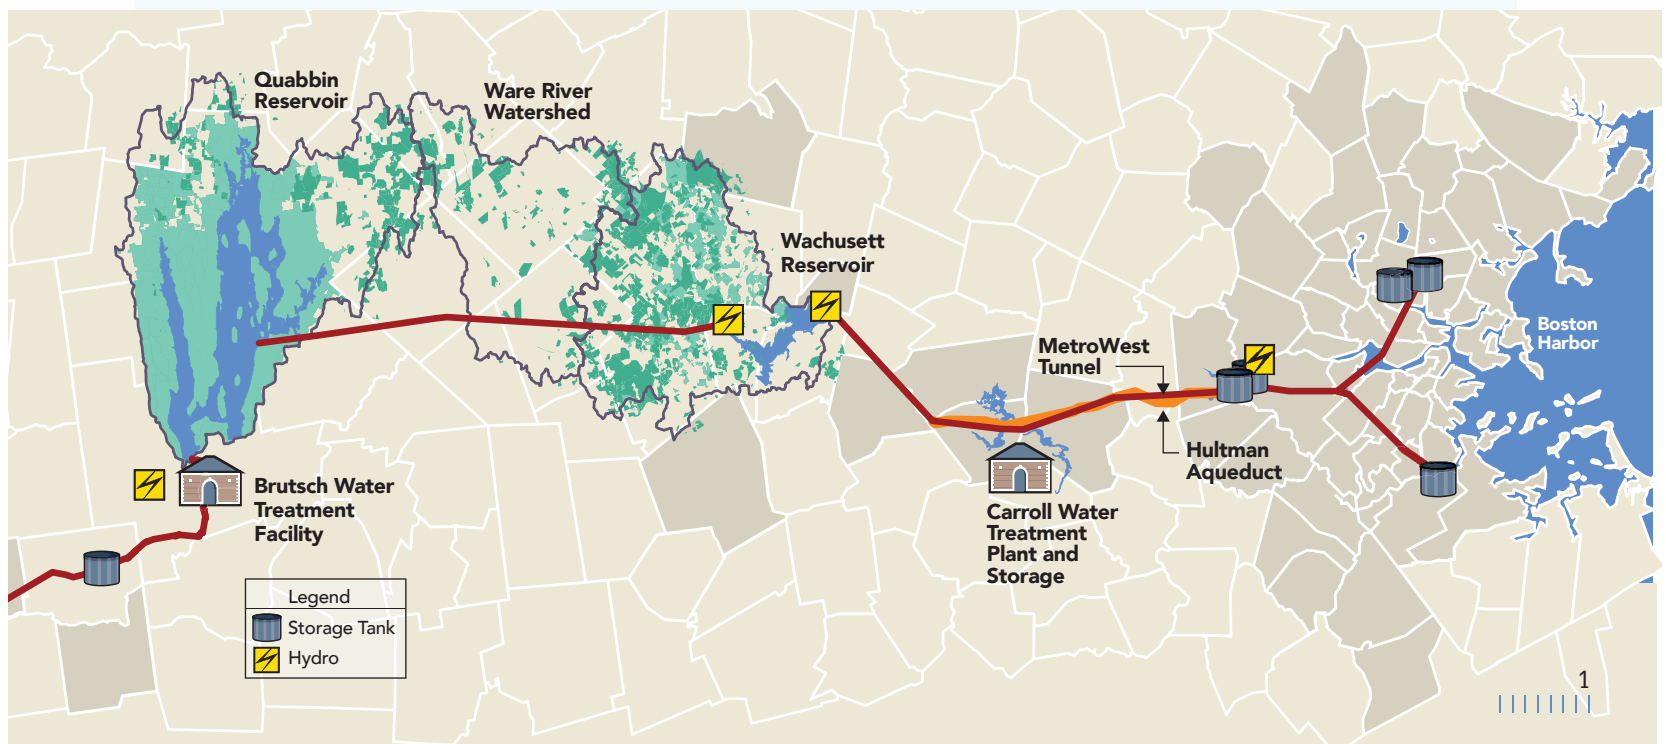 Quabbin
Reservoir
Ware River
Watershed
Wachusett
Reservoir
Boston
Harbor
MetroWest
Tunnel
Hultman
Aqueduct
Brutsch Water
Treatment
Facility
Carroll Water
Treatment
Plant and
Storage
Legend
Storage Tank
Hydro
1